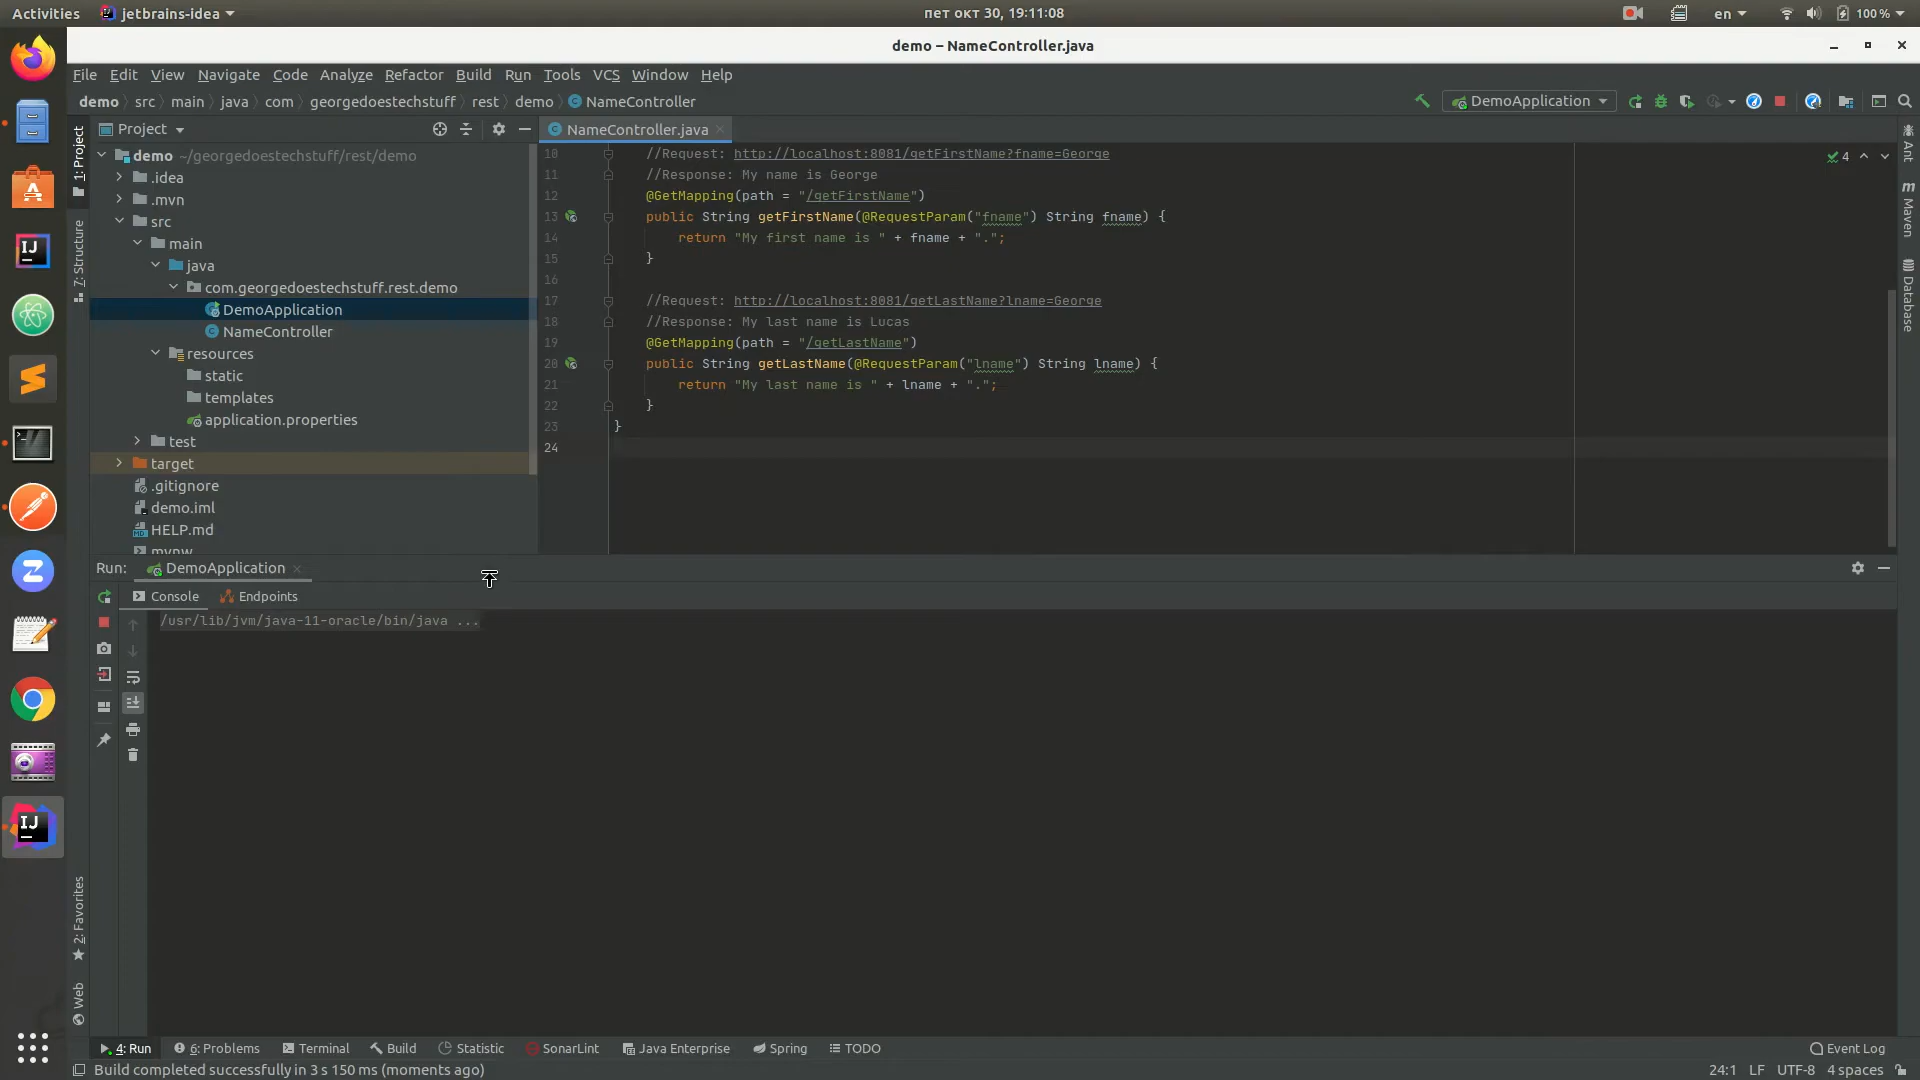 Activities
jetbrains-idea
пет окт 30, 19:11:08
en
100 %
demo – NameController.java
File Edit View Navigate Code Analyze Refactor Build Run Tools VCS Window Help
demo src main java com georgedoestechstuff rest demo NameController
DemoApplication
1: Project
7: Structure
2: Favorites
Web
Project
demo ~/georgedoestechstuff/rest/demo
.idea
.mvn
src
main
java
com.georgedoestechstuff.rest.demo
DemoApplication
NameController
resources
static
templates
application.properties
test
target
.gitignore
demo.iml
HELP.md
mvnw
NameController.java
4
10 //Request: http://localhost:8081/getFirstName?fname=George
11 //Response: My name is George
12 @GetMapping(path = "/getFirstName")
13 public String getFirstName(@RequestParam("fname") String fname) {
14 return "My first name is " + fname + ".";
15 }
16
17 //Request: http://localhost:8081/getLastName?lname=George
18 //Response: My last name is Lucas
19 @GetMapping(path = "/getLastName")
20 public String getLastName(@RequestParam("lname") String lname) {
21 return "My last name is " + lname + ".";
22 }
23 }
24
Ant
Maven
Database
Run: DemoApplication
Console Endpoints
/usr/lib/jvm/java-11-oracle/bin/java ...
4: Run 6: Problems Terminal Build Statistic SonarLint Java Enterprise Spring TODO
Event Log
Build completed successfully in 3 s 150 ms (moments ago)
24:1 LF UTF-8 4 spaces